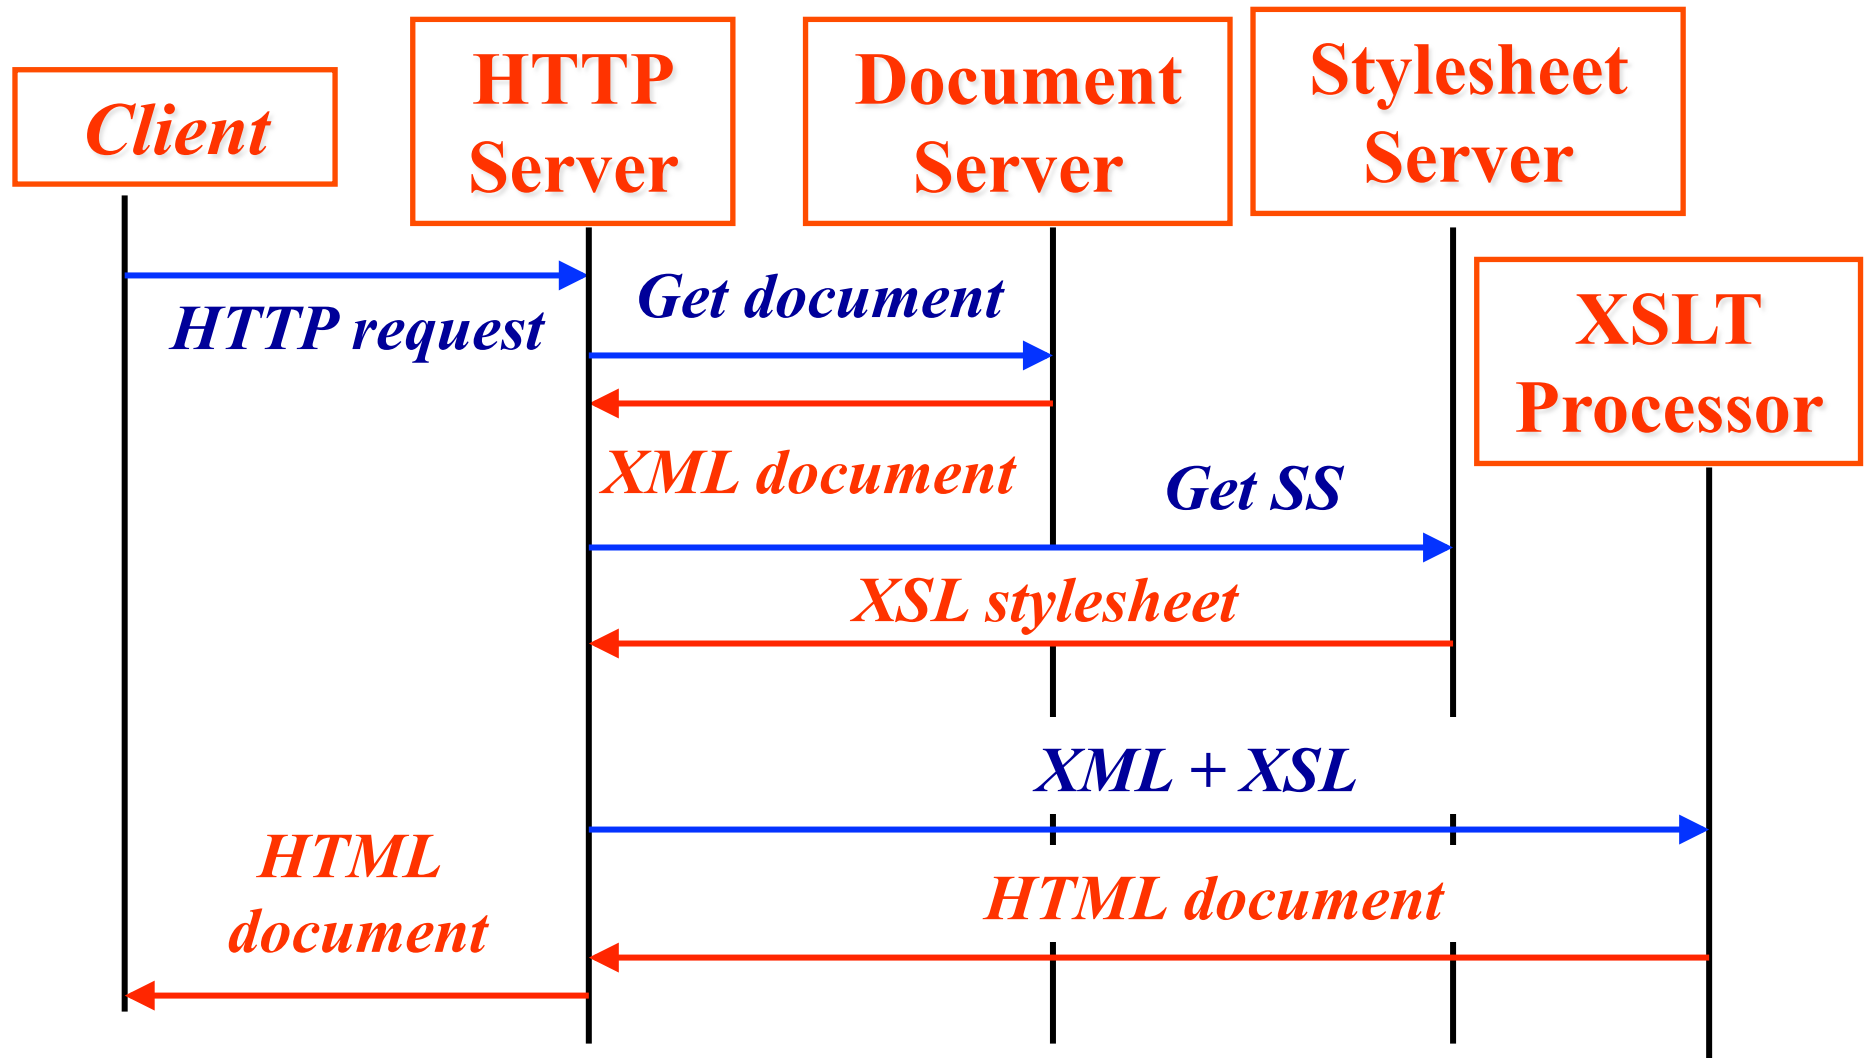 Client
HTTP
Server
Document
Server
Stylesheet
Server
XSLT
Processor
HTTP request
Get document
XML document
Get SS
XSL stylesheet
XML + XSL
HTML document
HTML
document